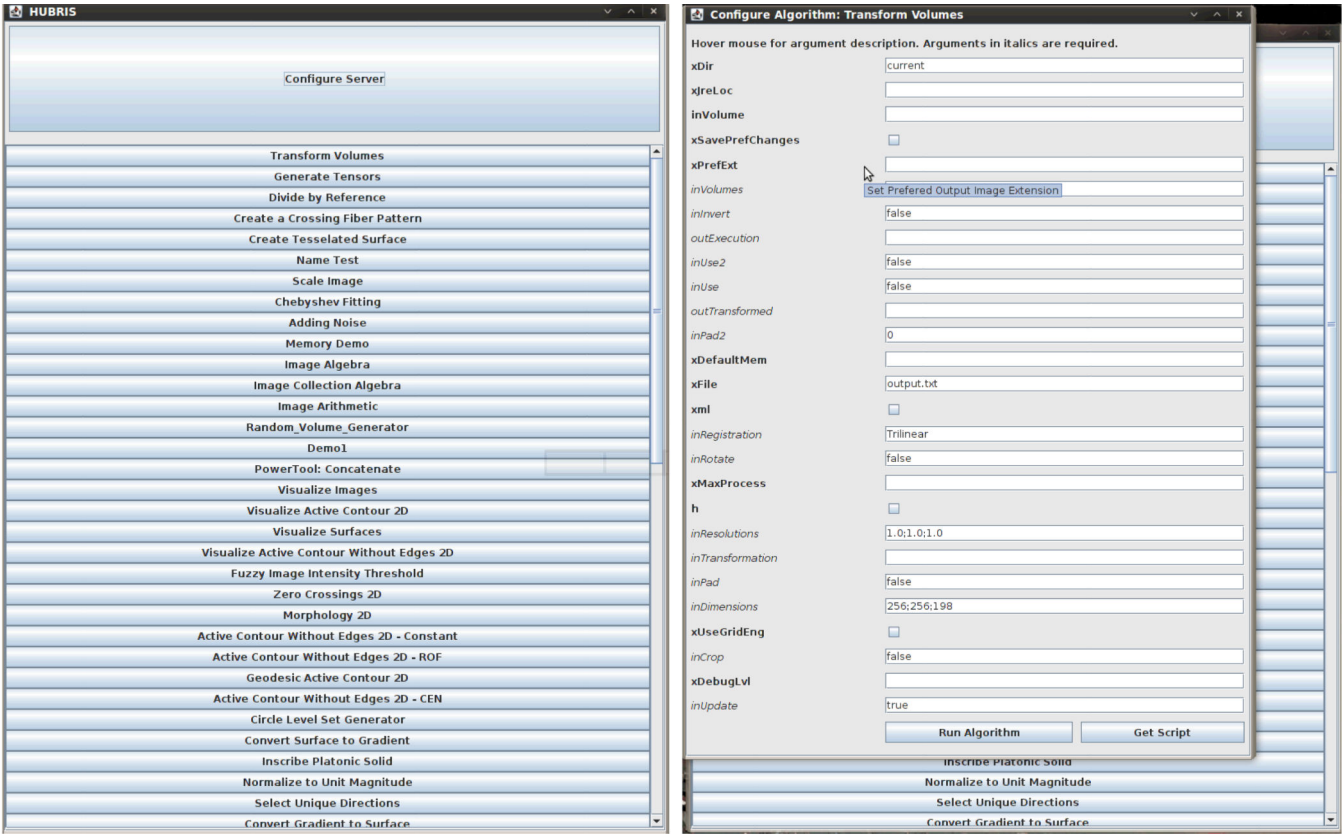 HUBRIS
Configure Server
Transform Volumes
Generate Tensors
Divide by Reference
Create a Crossing Fiber Pattern
Create Tesselated Surface
Name Test
Scale Image
Chebyshev Fitting
Adding Noise
Memory Demo
Image Algebra
Image Collection Algebra
Image Arithmetic
Random_Volume_Generator
Demo1
PowerTool: Concatenate
Visualize Images
Visualize Active Contour 2D
Visualize Surfaces
Visualize Active Contour Without Edges 2D
Fuzzy Image Intensity Threshold
Zero Crossings 2D
Morphology 2D
Active Contour Without Edges 2D - Constant
Active Contour Without Edges 2D - ROF
Geodesic Active Contour 2D
Active Contour Without Edges 2D - CEN
Circle Level Set Generator
Convert Surface to Gradient
Inscribe Platonic Solid
Normalize to Unit Magnitude
Select Unique Directions
Convert Gradient to Surface
Configure Algorithm: Transform Volumes
Hover mouse for argument description. Arguments in italics are required.
xDir current
xJreLoc
inVolume
xSavePrefChanges
xPrefExt
inVolumes Set Prefered Output Image Extension
inInvert false
outExecution
inUse2 false
inUse false
outTransformed
inPad2 0
xDefaultMem
xFile output.txt
xml
inRegistration Trilinear
inRotate false
xMaxProcess
h
inResolutions 1.0;1.0;1.0
inTransformation
inPad false
inDimensions 256;256;198
xUseGridEng
inCrop false
xDebugLvl
inUpdate true
Run Algorithm Get Script
Inscribe Platonic Solid
Normalize to Unit Magnitude
Select Unique Directions
Convert Gradient to Surface